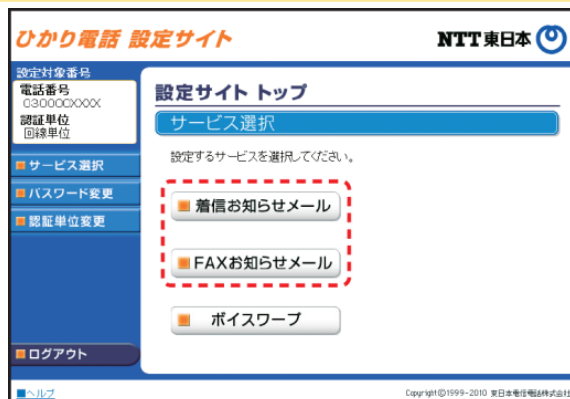 ひかり電話 設定サイト
NTT東日本
設定対象番号
電話番号
030000XXXX
認証単位
回線単位
サービス選択
パスワード変更
認証単位変更
ログアウト
設定サイト トップ
サービス選択
設定するサービスを選択してください。
着信お知らせメール
FAXお知らせメール
ボイスワープ
ヘルプ
Copyright©1999-2010 東日本電信電話株式会社